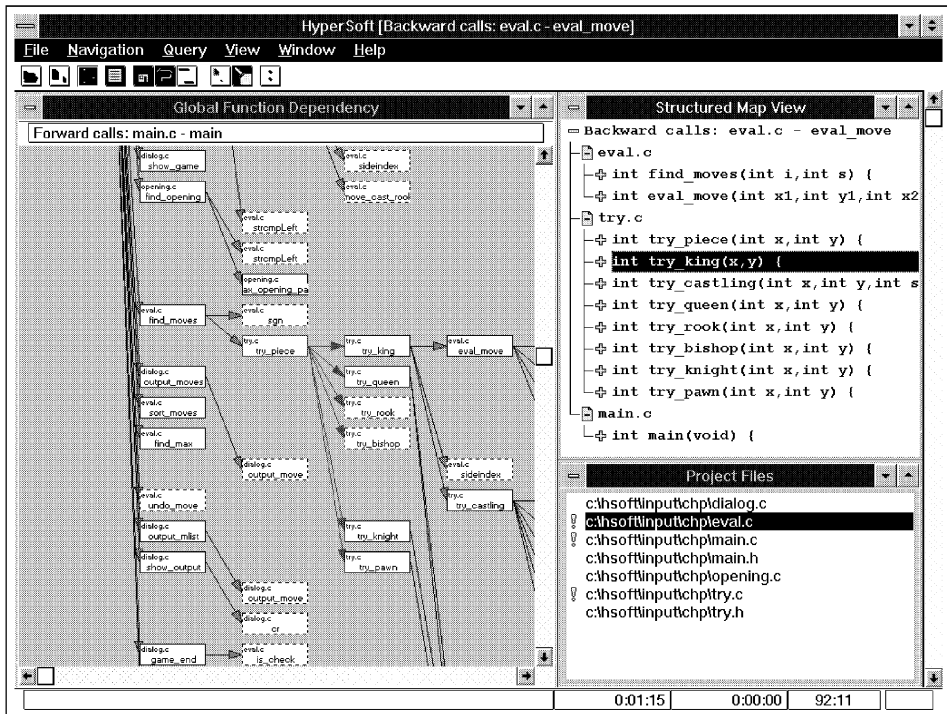 HyperSoft [Backward calls: eval.c - eval_move]
File Navigation Query View Window Help
Global Function Dependency
Forward calls: main.c - main
dialog.c
show_game
eval.c
sideindex
opening.c
find_opening
eval.c
move_cast_rook
eval.c
strcmpLeft
eval.c
strcmpLeft
opening.c
ax_opening_pa
eval.c
find_moves
eval.c
sgn
try.c
try_piece
try.c
try_king
eval.c
eval_move
dialog.c
output_moves
try.c
try_queen
eval.c
sort_moves
try.c
try_rook
eval.c
find_max
try.c
try_bishop
dialog.c
output_move
eval.c
sideindex
eval.c
undo_move
try.c
try_castling
dialog.c
output_mlist
try.c
try_knight
dialog.c
show_output
try.c
try_pawn
dialog.c
output_move
dialog.c
cr
dialog.c
game_end
eval.c
is_check
Structured Map View
Backward calls: eval.c - eval_move
eval.c
int find_moves(int i,int s) {
int eval_move(int x1,int y1,int x2
try.c
int try_piece(int x,int y) {
int try_king(x,y) {
int try_castling(int x,int y,int s
int try_queen(int x,int y) {
int try_rook(int x,int y) {
int try_bishop(int x,int y) {
int try_knight(int x,int y) {
int try_pawn(int x,int y) {
main.c
int main(void) {
Project Files
c:\hsoft\input\chp\dialog.c
c:\hsoft\input\chp\eval.c
c:\hsoft\input\chp\main.c
c:\hsoft\input\chp\main.h
c:\hsoft\input\chp\opening.c
c:\hsoft\input\chp\try.c
c:\hsoft\input\chp\try.h
0:01:15 0:00:00 92:11